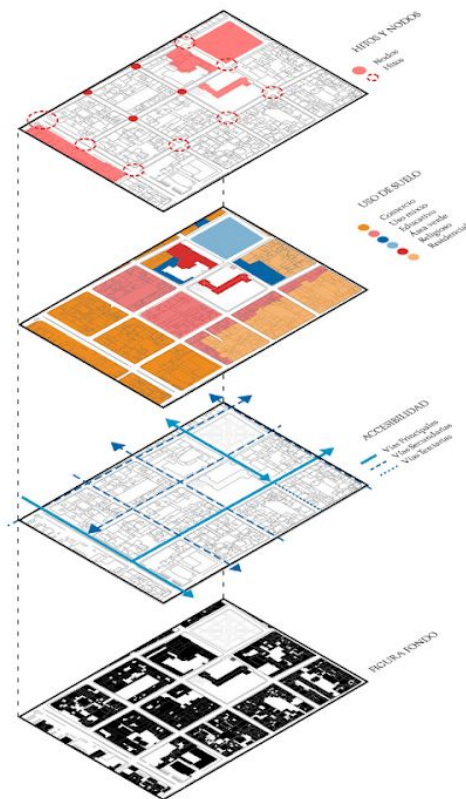 HITOS Y NODOS
Nodos
Hitos
USO DE SUELO
Comercio
Uso mixto
Educativo
Área verde
Religioso
Residencial
ACCESIBILIDAD
Vías Principales
Vías Secundarias
Vías Terciarias
FIGURA FONDO